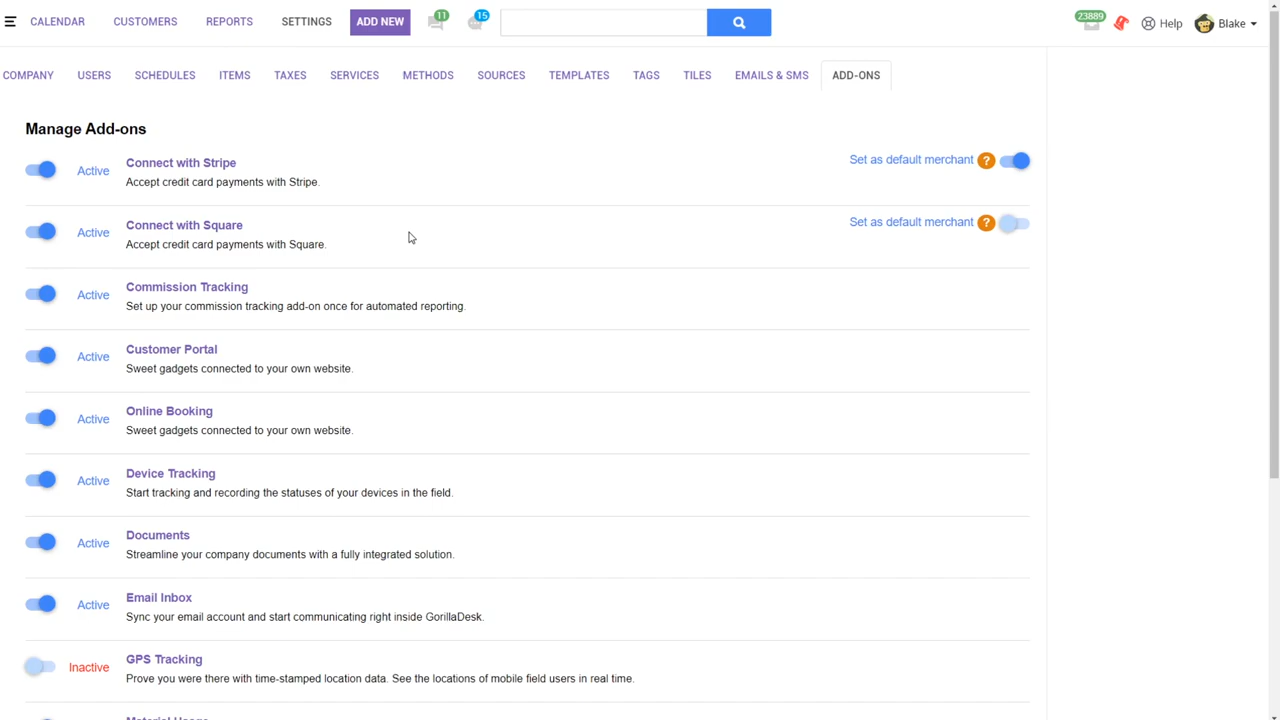 CALENDAR CUSTOMERS REPORTS SETTINGS ADD NEW 11 15 23889 Help Blake
COMPANY USERS SCHEDULES ITEMS TAXES SERVICES METHODS SOURCES TEMPLATES TAGS TILES EMAILS & SMS ADD-ONS
Manage Add-ons
Active Connect with Stripe Set as default merchant ?
Accept credit card payments with Stripe.
Active Connect with Square Set as default merchant ?
Accept credit card payments with Square.
Active Commission Tracking
Set up your commission tracking add-on once for automated reporting.
Active Customer Portal
Sweet gadgets connected to your own website.
Active Online Booking
Sweet gadgets connected to your own website.
Active Device Tracking
Start tracking and recording the statuses of your devices in the field.
Active Documents
Streamline your company documents with a fully integrated solution.
Active Email Inbox
Sync your email account and start communicating right inside GorillaDesk.
Inactive GPS Tracking
Prove you were there with time-stamped location data. See the locations of mobile field users in real time.
Material Usage